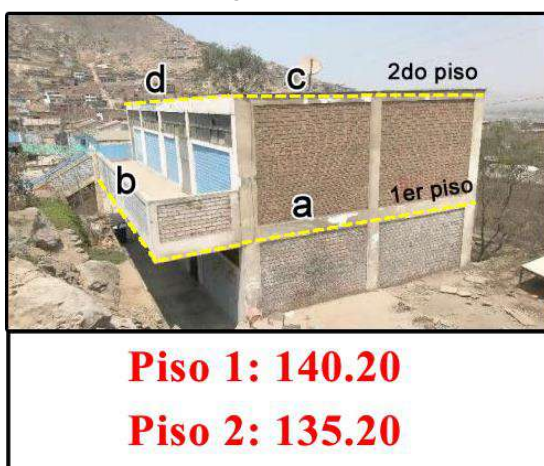 2do piso
d
c
b
a
1er piso
Piso 1: 140.20
Piso 2: 135.20